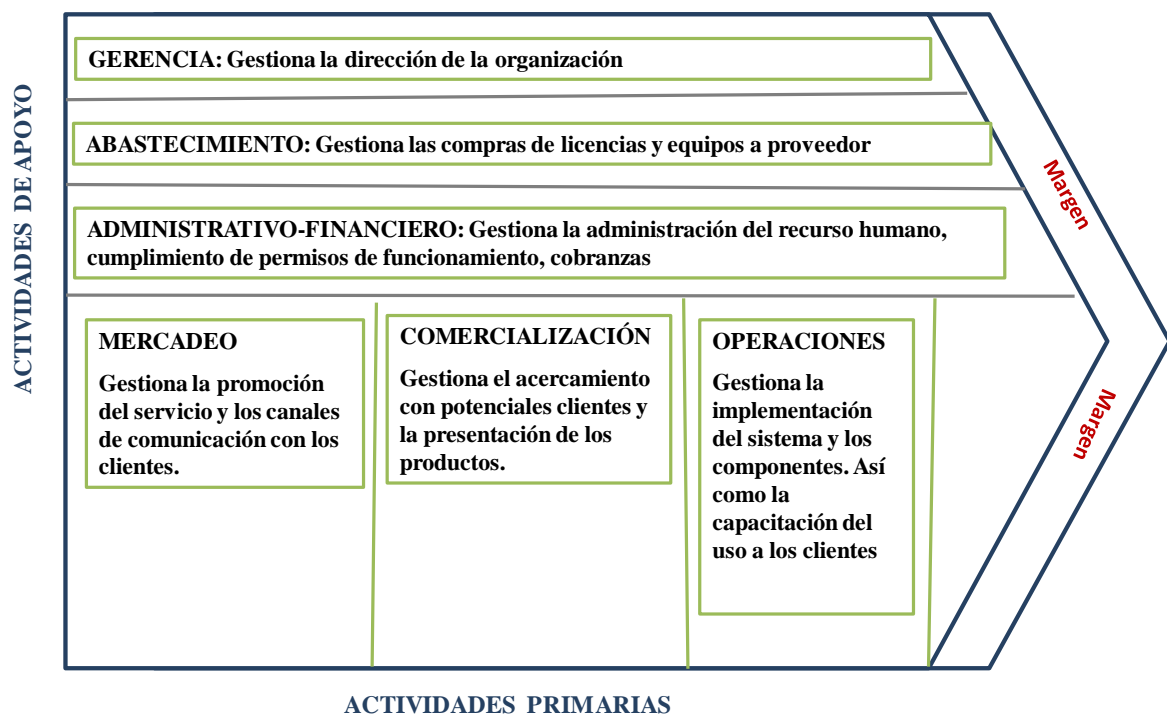 ACTIVIDADES DE APOYO
GERENCIA: Gestiona la dirección de la organización
ABASTECIMIENTO: Gestiona las compras de licencias y equipos a proveedor
ADMINISTRATIVO-FINANCIERO: Gestiona la administración del recurso humano,
cumplimiento de permisos de funcionamiento, cobranzas
MERCADEO
Gestiona la promoción
del servicio y los canales
de comunicación con los
clientes.
COMERCIALIZACIÓN
Gestiona el acercamiento
con potenciales clientes y
la presentación de los
productos.
OPERACIONES
Gestiona la
implementación
del sistema y los
componentes. Así
como la
capacitación del
uso a los clientes
Margen
Margen
ACTIVIDADES PRIMARIAS